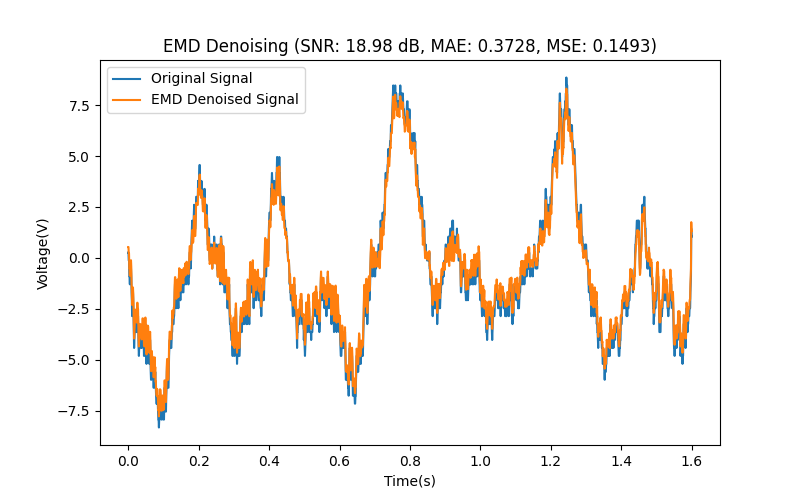 EMD Denoising (SNR: 18.98 dB, MAE: 0.3728, MSE: 0.1493)
Original Signal
EMD Denoised Signal
7.5
5.0
2.5
0.0
−2.5
−5.0
−7.5
Voltage(V)
0.0 0.2 0.4 0.6 0.8 1.0 1.2 1.4 1.6
Time(s)